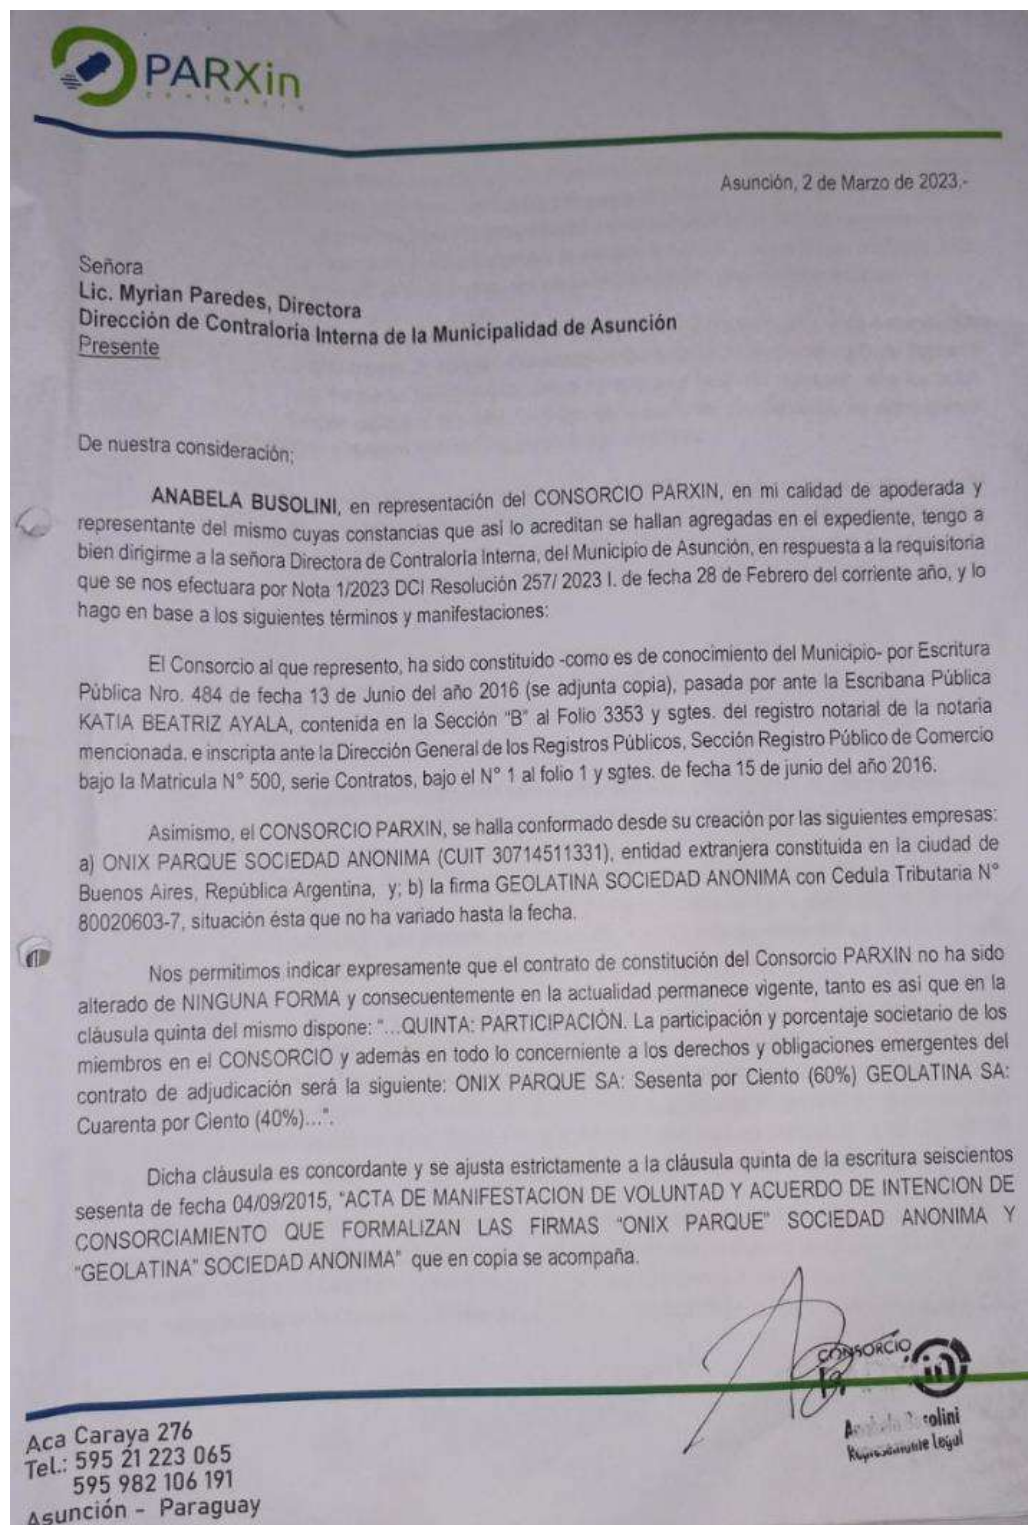 PARXin
CONSORCIO
Asunción, 2 de Marzo de 2023.-
Señora
Lic. Myrian Paredes, Directora
Dirección de Contraloría Interna de la Municipalidad de Asunción
Presente
De nuestra consideración;
ANABELA BUSOLINI, en representación del CONSORCIO PARXIN, en mi calidad de apoderada y
representante del mismo cuyas constancias que así lo acreditan se hallan agregadas en el expediente, tengo a
bien dirigirme a la señora Directora de Contraloría Interna, del Municipio de Asunción, en respuesta a la requisitoria
que se nos efectuara por Nota 1/2023 DCI Resolución 257/ 2023 I. de fecha 28 de Febrero del corriente año, y lo
hago en base a los siguientes términos y manifestaciones:
El Consorcio al que represento, ha sido constituido -como es de conocimiento del Municipio- por Escritura
Pública Nro. 484 de fecha 13 de Junio del año 2016 (se adjunta copia), pasada por ante la Escribana Pública
KATIA BEATRIZ AYALA, contenida en la Sección "B" al Folio 3353 y sgtes. del registro notarial de la notaria
mencionada. e inscripta ante la Dirección General de los Registros Públicos, Sección Registro Público de Comercio
bajo la Matricula N° 500, serie Contratos, bajo el N° 1 al folio 1 y sgtes. de fecha 15 de junio del año 2016.
Asimismo, el CONSORCIO PARXIN, se halla conformado desde su creación por las siguientes empresas:
a) ONIX PARQUE SOCIEDAD ANONIMA (CUIT 30714511331), entidad extranjera constituida en la ciudad de
Buenos Aires, República Argentina, y; b) la firma GEOLATINA SOCIEDAD ANONIMA con Cedula Tributaria N°
80020603-7, situación ésta que no ha variado hasta la fecha.
Nos permitimos indicar expresamente que el contrato de constitución del Consorcio PARXIN no ha sido
alterado de NINGUNA FORMA y consecuentemente en la actualidad permanece vigente, tanto es así que en la
cláusula quinta del mismo dispone: "...QUINTA: PARTICIPACIÓN. La participación y porcentaje societario de los
miembros en el CONSORCIO y además en todo lo concerniente a los derechos y obligaciones emergentes del
contrato de adjudicación será la siguiente: ONIX PARQUE SA: Sesenta por Ciento (60%) GEOLATINA SA:
Cuarenta por Ciento (40%)...".
Dicha cláusula es concordante y se ajusta estrictamente a la cláusula quinta de la escritura seiscientos
sesenta de fecha 04/09/2015, "ACTA DE MANIFESTACION DE VOLUNTAD Y ACUERDO DE INTENCION DE
CONSORCIAMIENTO QUE FORMALIZAN LAS FIRMAS "ONIX PARQUE" SOCIEDAD ANONIMA Y
"GEOLATINA" SOCIEDAD ANONIMA" que en copia se acompaña.
CONSORCIO
Representante Legal
Aca Caraya 276
Tel.: 595 21 223 065
595 982 106 191
Asunción - Paraguay